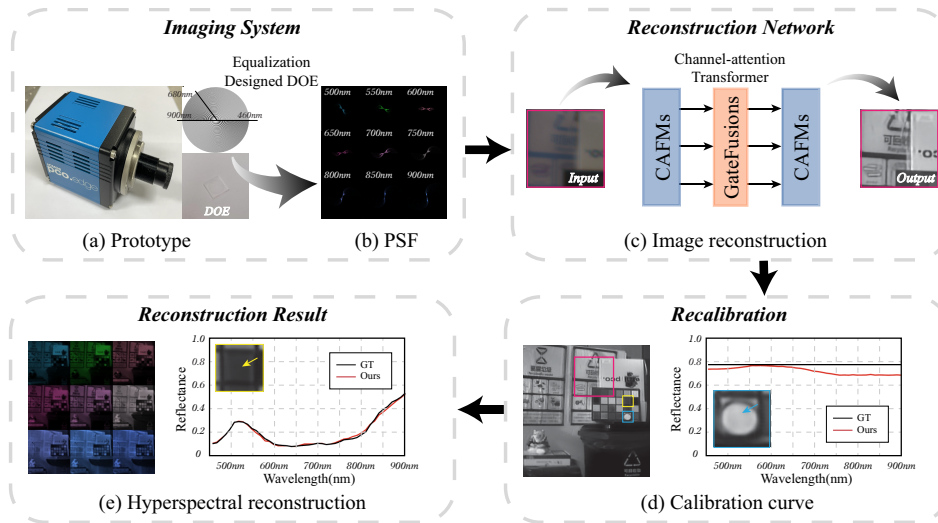 Imaging System
Equalization
Designed DOE
680nm
900nm
460nm
pco.edge
DOE
500nm 550nm 600nm
650nm 700nm 750nm
800nm 850nm 900nm
(a) Prototype
(b) PSF
Reconstruction Network
Channel-attention
Transformer
Input
CAFMs
GateFusions
CAFMs
Output
(c) Image reconstruction
Reconstruction Result
1.0
0.8
0.6
0.4
0.2
0
Reflectance
GT
Ours
500nm 600nm 700nm 800nm 900nm
Wavelength(nm)
(e) Hyperspectral reconstruction
Recalibration
pco.
1.0
0.8
0.6
0.4
0.2
0
Reflectance
GT
Ours
500nm 600nm 700nm 800nm 900nm
Wavelength(nm)
(d) Calibration curve